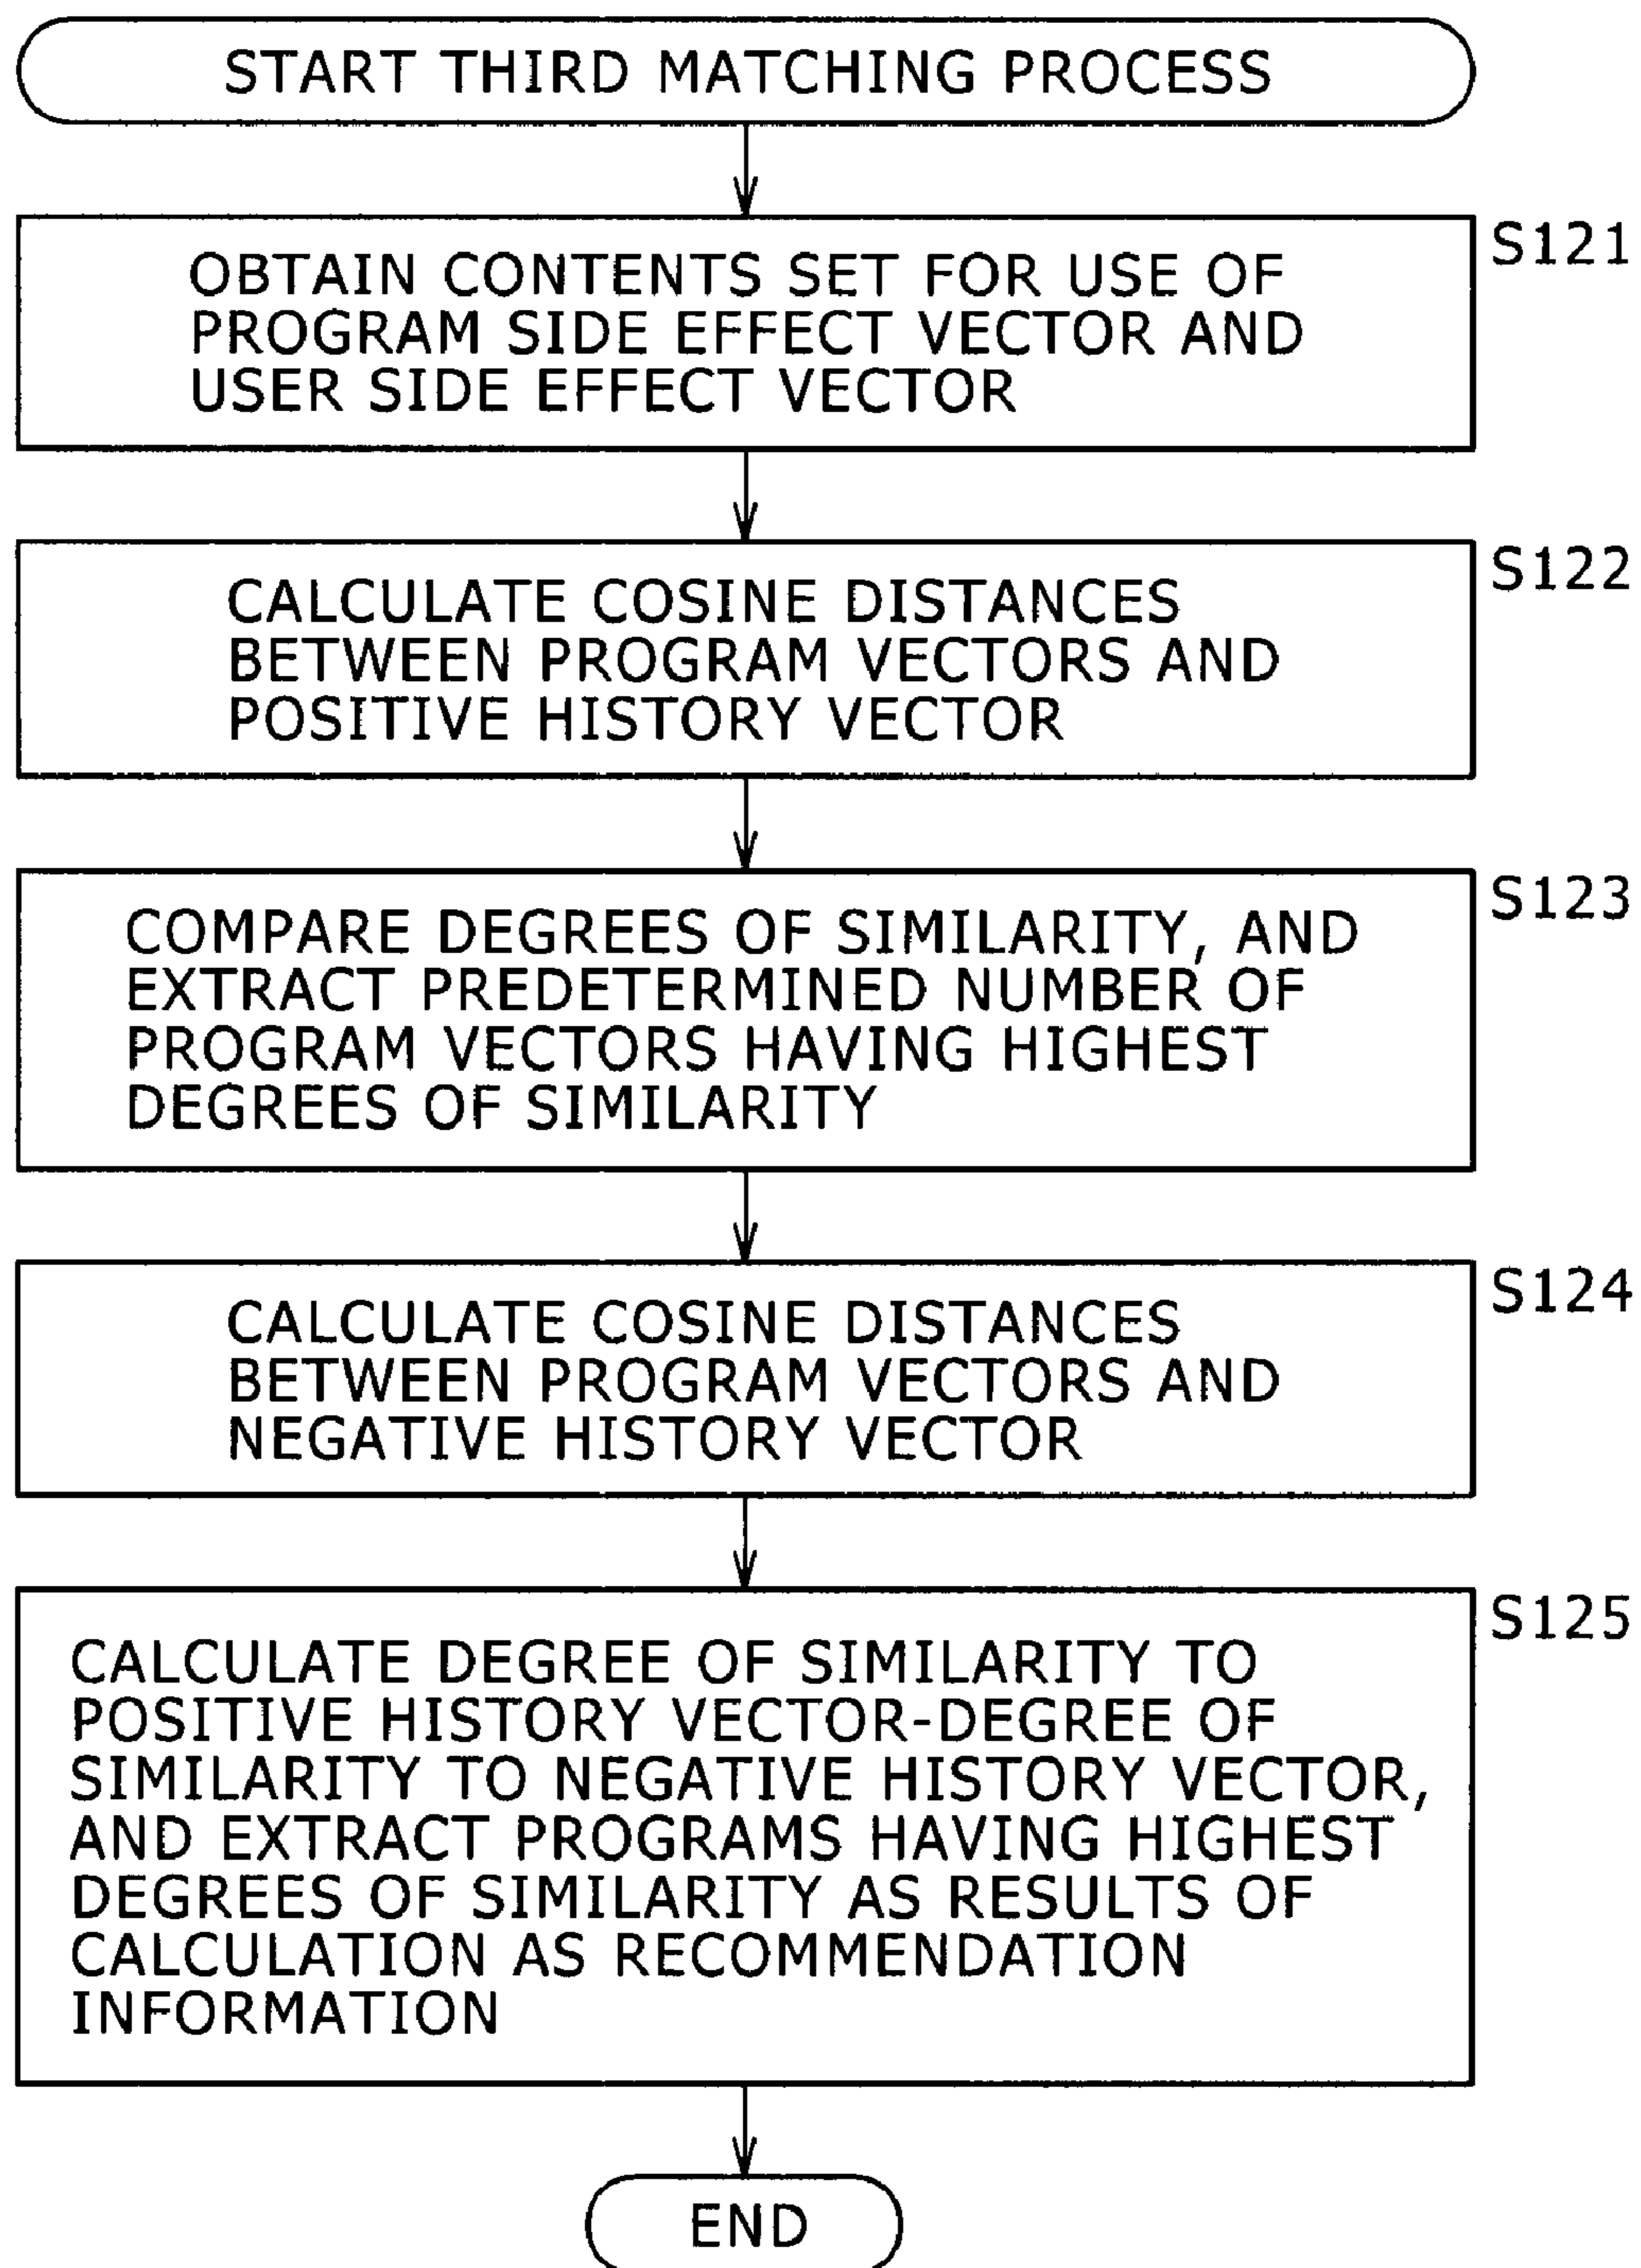 START THIRD MATCHING PROCESS
S121
OBTAIN CONTENTS SET FOR USE OF
PROGRAM SIDE EFFECT VECTOR AND
USER SIDE EFFECT VECTOR
S122
CALCULATE COSINE DISTANCES
BETWEEN PROGRAM VECTORS AND
POSITIVE HISTORY VECTOR
S123
COMPARE DEGREES OF SIMILARITY, AND
EXTRACT PREDETERMINED NUMBER OF
PROGRAM VECTORS HAVING HIGHEST
DEGREES OF SIMILARITY
S124
CALCULATE COSINE DISTANCES
BETWEEN PROGRAM VECTORS AND
NEGATIVE HISTORY VECTOR
S125
CALCULATE DEGREE OF SIMILARITY TO
POSITIVE HISTORY VECTOR-DEGREE OF
SIMILARITY TO NEGATIVE HISTORY VECTOR,
AND EXTRACT PROGRAMS HAVING HIGHEST
DEGREES OF SIMILARITY AS RESULTS OF
CALCULATION AS RECOMMENDATION
INFORMATION
END